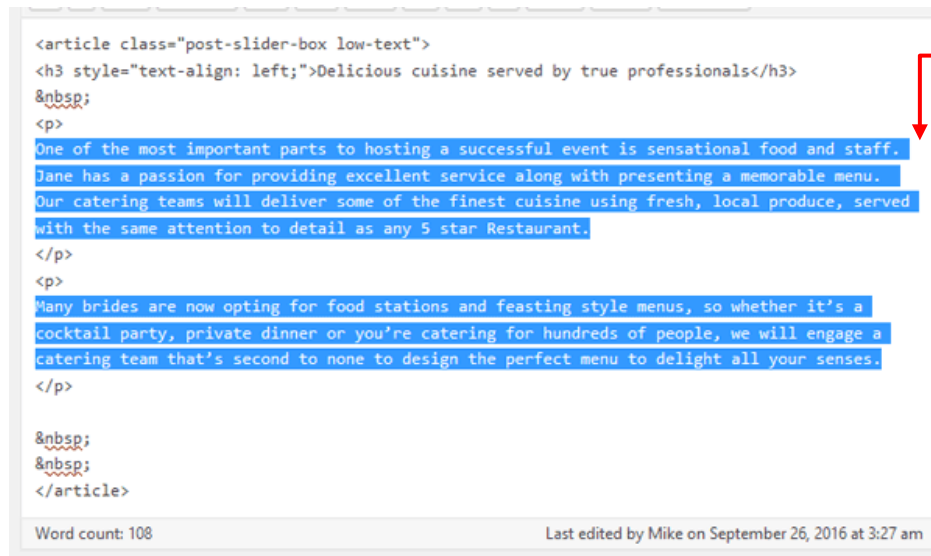 <article class="post-slider-box low-text">
<h3 style="text-align: left;">Delicious cuisine served by true professionals</h3>
&nbsp;
<p>
One of the most important parts to hosting a successful event is sensational food and staff.
Jane has a passion for providing excellent service along with presenting a memorable menu.
Our catering teams will deliver some of the finest cuisine using fresh, local produce, served
with the same attention to detail as any 5 star Restaurant.
</p>
<p>
Many brides are now opting for food stations and feasting style menus, so whether it’s a
cocktail party, private dinner or you’re catering for hundreds of people, we will engage a
catering team that’s second to none to design the perfect menu to delight all your senses.
</p>
&nbsp;
&nbsp;
</article>
Word count: 108
Last edited by Mike on September 26, 2016 at 3:27 am